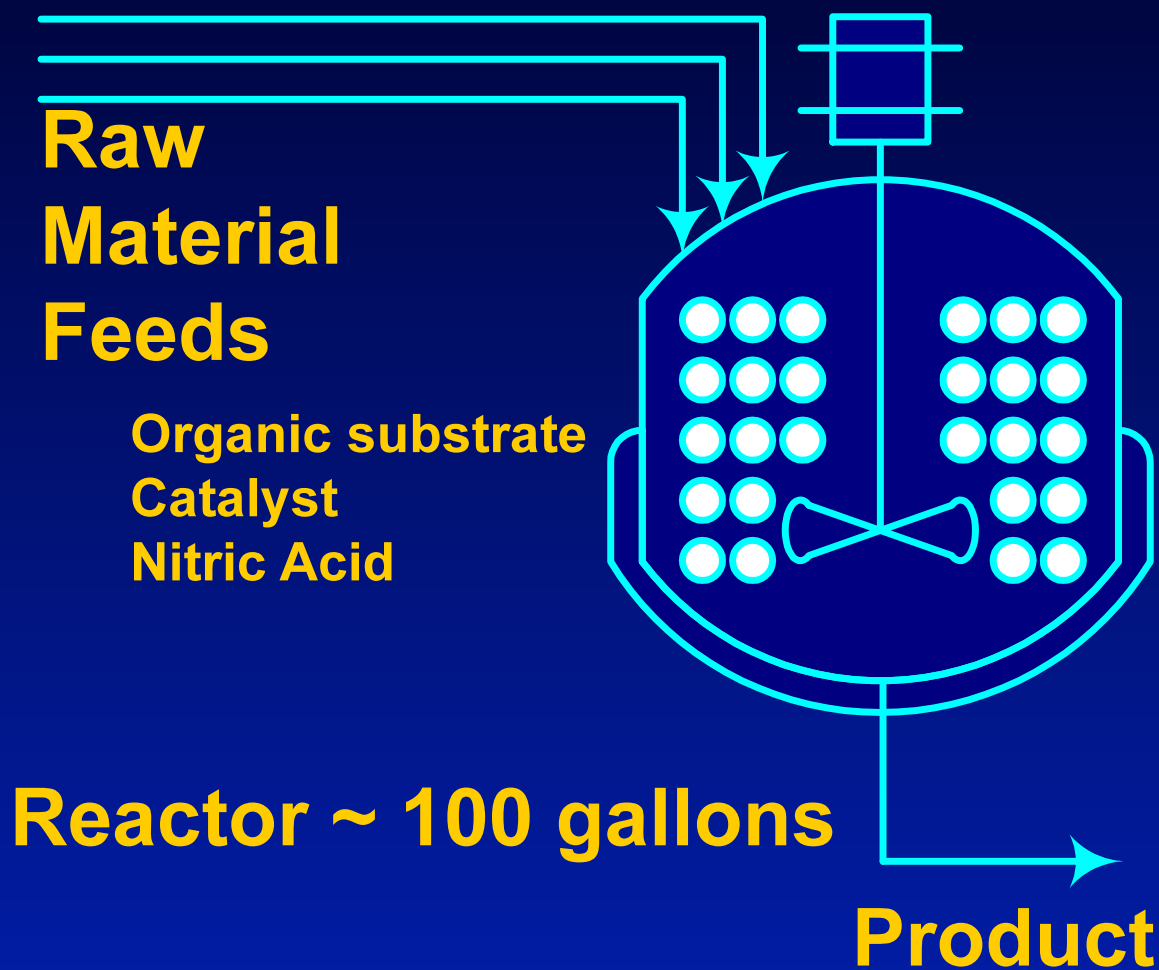 Raw
Material
Feeds
Organic substrate
Catalyst
Nitric Acid
Reactor ~ 100 gallons
Product